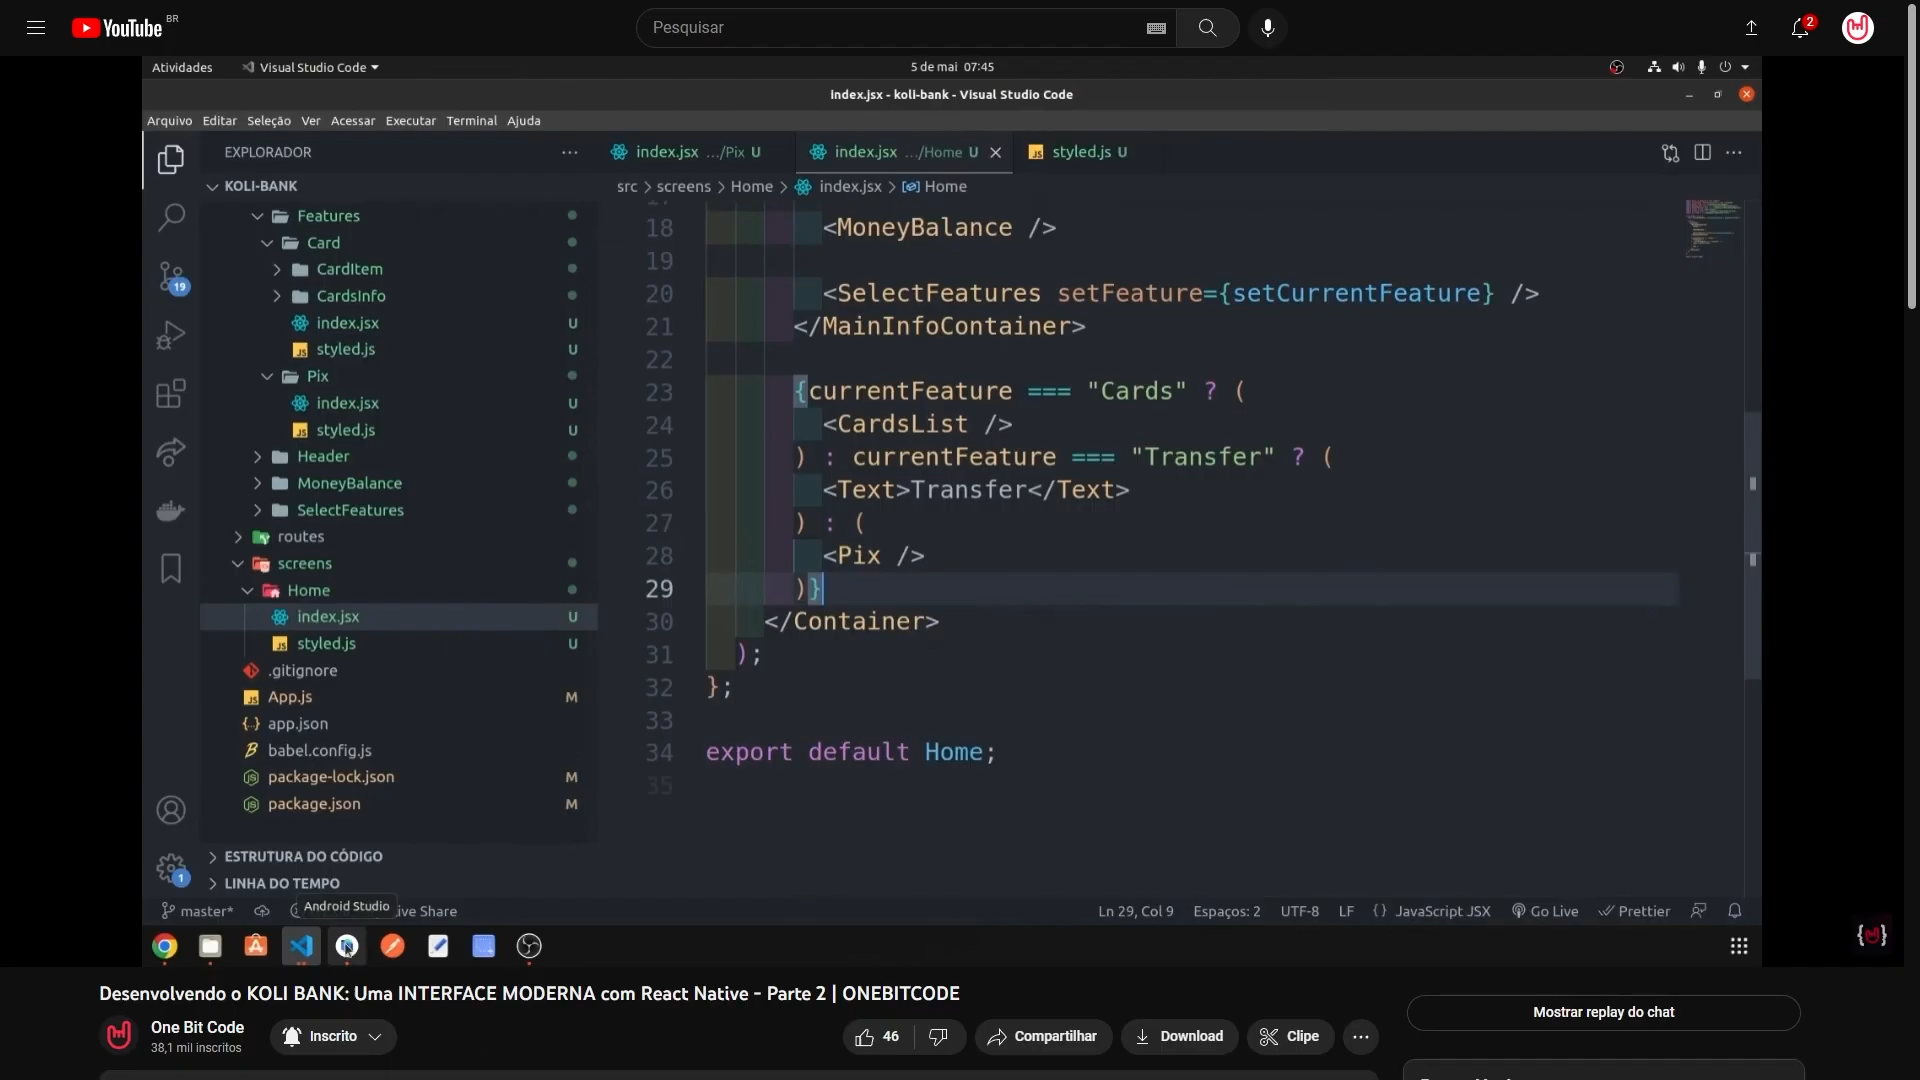 YouTube BR
Pesquisar
2
Atividades
Visual Studio Code
5 de mai 07:45
index.jsx - koli-bank - Visual Studio Code
Arquivo Editar Seleção Ver Acessar Executar Terminal Ajuda
EXPLORADOR
index.jsx .../Pix U
index.jsx .../Home U
styled.js U
KOLI-BANK
src > screens > Home > index.jsx > Home
Features
Card
CardItem
CardsInfo
index.jsx U
styled.js U
Pix
index.jsx U
styled.js U
Header
MoneyBalance
SelectFeatures
routes
screens
Home
index.jsx U
styled.js U
.gitignore
App.js M
app.json
babel.config.js
package-lock.json M
package.json M
ESTRUTURA DO CÓDIGO
LINHA DO TEMPO
19
1
18 <MoneyBalance />
19
20 <SelectFeatures setFeature={setCurrentFeature} />
21 </MainInfoContainer>
22
23 {currentFeature === "Cards" ? (
24 <CardsList />
25 ) : currentFeature === "Transfer" ? (
26 <Text>Transfer</Text>
27 ) : (
28 <Pix />
29 )}
30 </Container>
31 );
32 };
33
34 export default Home;
35
master*
Android Studio
ive Share
Ln 29, Col 9
Espaços: 2
UTF-8
LF
{} JavaScript JSX
Go Live
Prettier
Desenvolvendo o KOLI BANK: Uma INTERFACE MODERNA com React Native - Parte 2 | ONEBITCODE
One Bit Code
38,1 mil inscritos
Inscrito
46
Compartilhar
Download
Clipe
Mostrar replay do chat